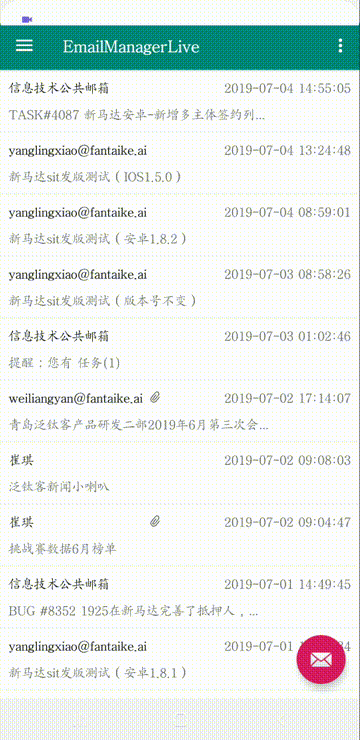 EmailManagerLive
信息技术公共邮箱 2019-07-04 14:55:05
TASK#4087 新马达安卓-新增多主体签约列...
yanglingxiao@fantaike.ai 2019-07-04 13:24:48
新马达sit发版测试（IOS1.5.0）
yanglingxiao@fantaike.ai 2019-07-04 08:59:01
新马达sit发版测试（安卓1.8.2）
yanglingxiao@fantaike.ai 2019-07-03 08:58:26
新马达sit发版测试（版本号不变）
信息技术公共邮箱 2019-07-03 01:02:46
提醒：您有 任务(1)
weiliangyan@fantaike.ai 2019-07-02 17:14:07
青岛泛钛客产品研发二部2019年6月第三次会...
崔琪 2019-07-02 09:08:03
泛钛客新闻小喇叭
崔琪 2019-07-02 09:04:47
挑战赛数据6月榜单
信息技术公共邮箱 2019-07-01 14:49:45
BUG #8352 1925在新马达完善了抵押人，...
yanglingxiao@fantaike.ai 2019-07-01
新马达sit发版测试（安卓1.8.1）